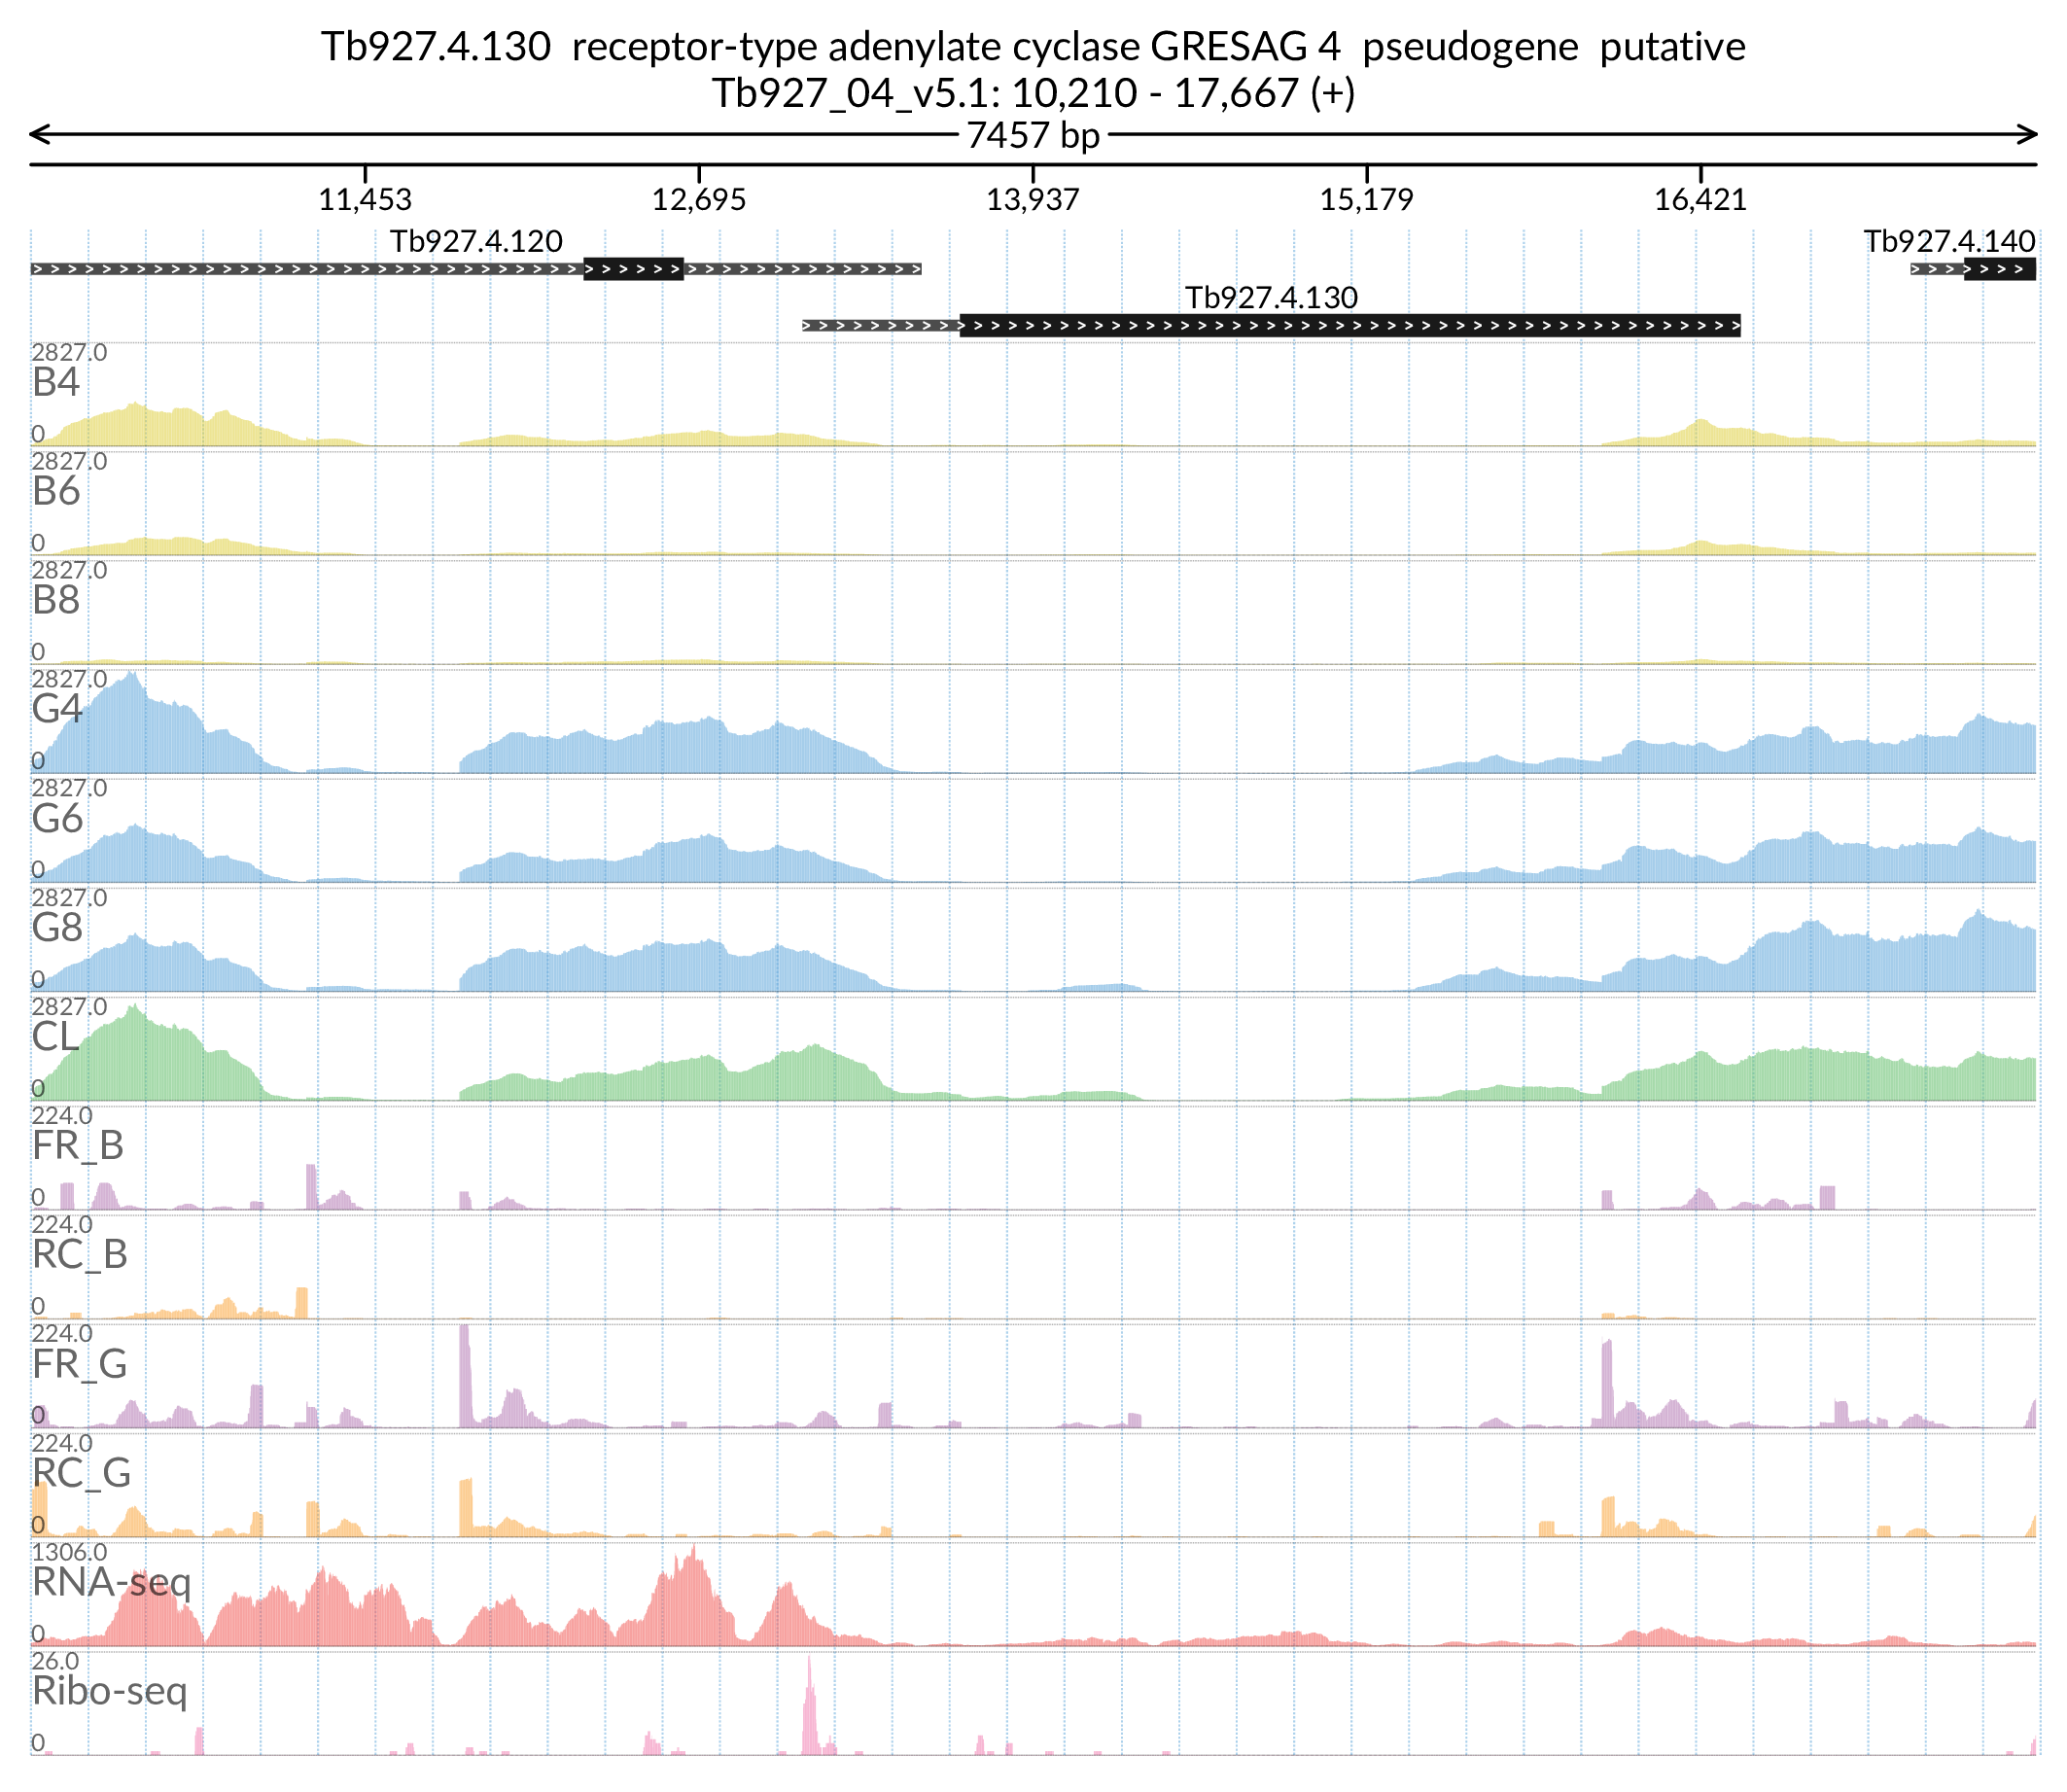 Tb927.4.130 receptor-type adenylate cyclase GRESAG 4 pseudogene putative
Tb927_04_v5.1: 10,210 - 17,667 (+)
7457 bp
11,453 12,695 13,937 15,179 16,421
Tb927.4.120 Tb927.4.140
Tb927.4.130
2827.0
B4
0
2827.0
B6
0
2827.0
B8
0
2827.0
G4
0
2827.0
G6
0
2827.0
G8
0
2827.0
CL
0
224.0
FR_B
0
224.0
RC_B
0
224.0
FR_G
0
224.0
RC_G
0
1306.0
RNA-seq
0
26.0
Ribo-seq
0